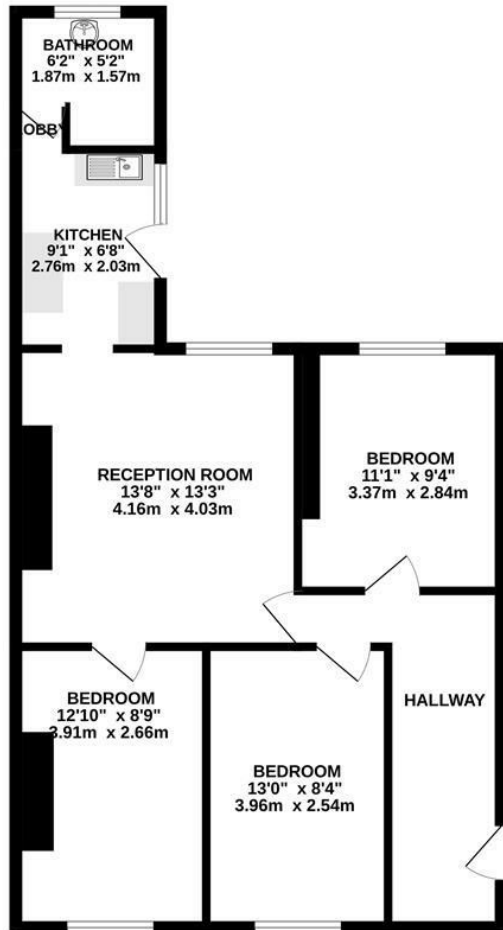 BATHROOM
6'2" x 5'2"
1.87m x 1.57m
LOBBY
KITCHEN
9'1" x 6'8"
2.76m x 2.03m
RECEPTION ROOM
13'8" x 13'3"
4.16m x 4.03m
BEDROOM
11'1" x 9'4"
3.37m x 2.84m
BEDROOM
12'10" x 8'9"
3.91m x 2.66m
HALLWAY
BEDROOM
13'0" x 8'4"
3.96m x 2.54m